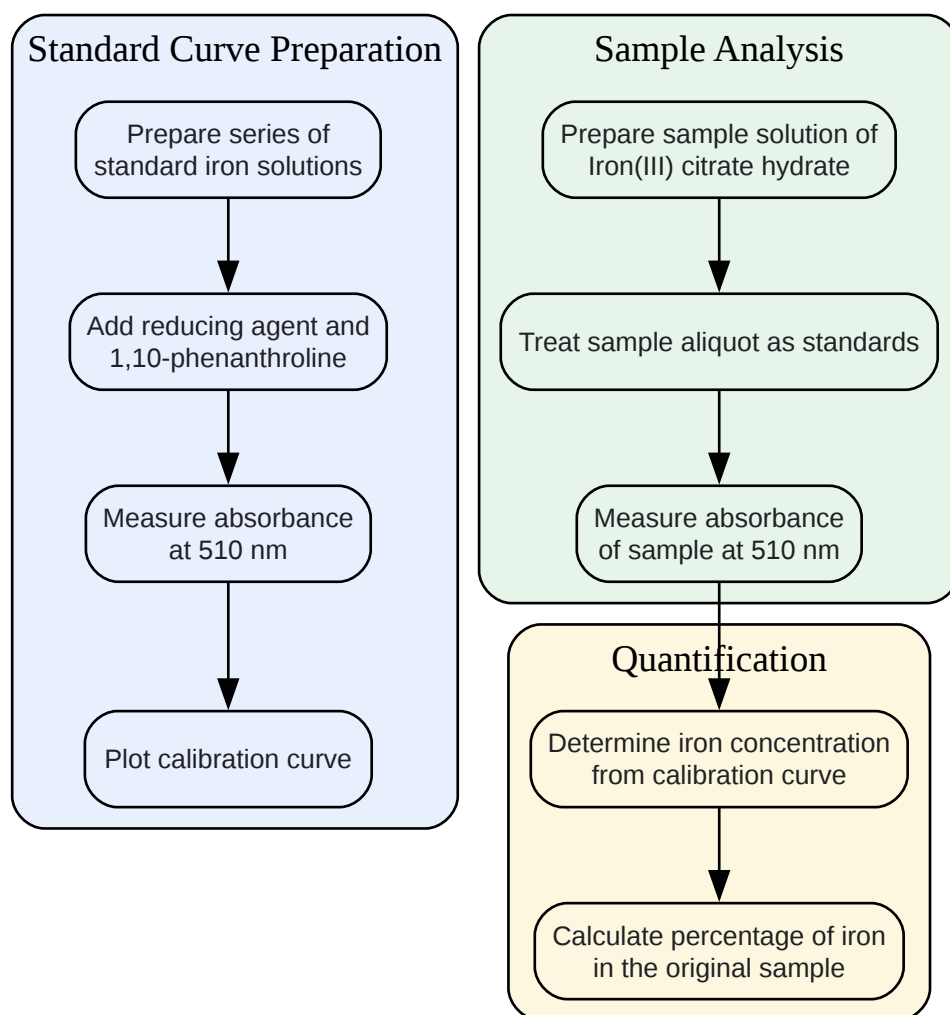 Standard Curve Preparation
Prepare series of
standard iron solutions
Add reducing agent and
1,10-phenanthroline
Measure absorbance
at 510 nm
Plot calibration curve
Sample Analysis
Prepare sample solution of
Iron(III) citrate hydrate
Treat sample aliquot as standards
Measure absorbance
of sample at 510 nm
Quantification
Determine iron concentration
from calibration curve
Calculate percentage of iron
in the original sample